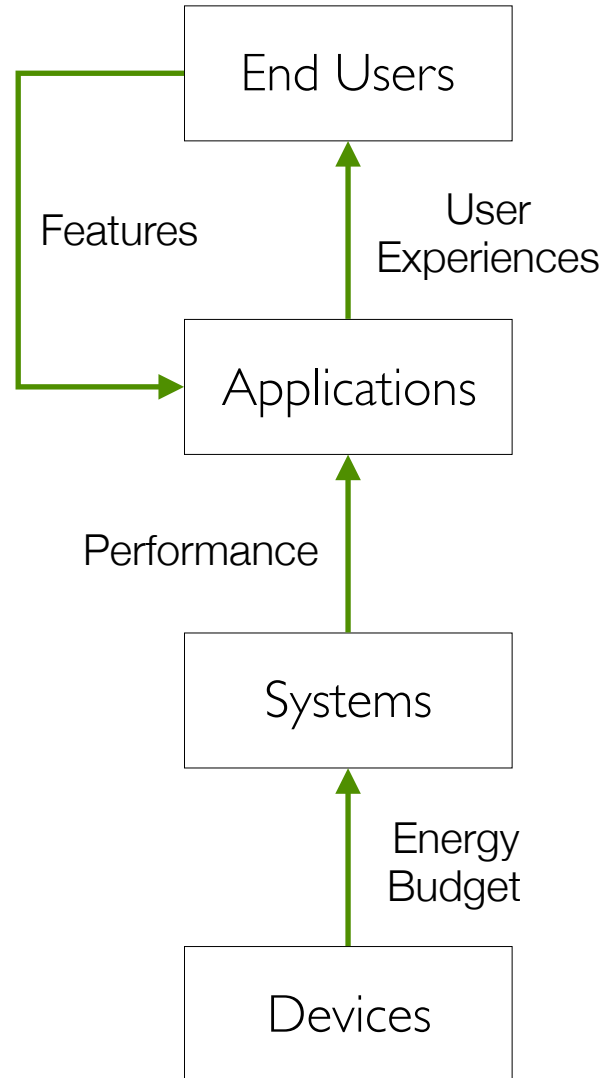 End Users
Features
User
Experiences
Applications
Performance
Systems
Energy
Budget
Devices